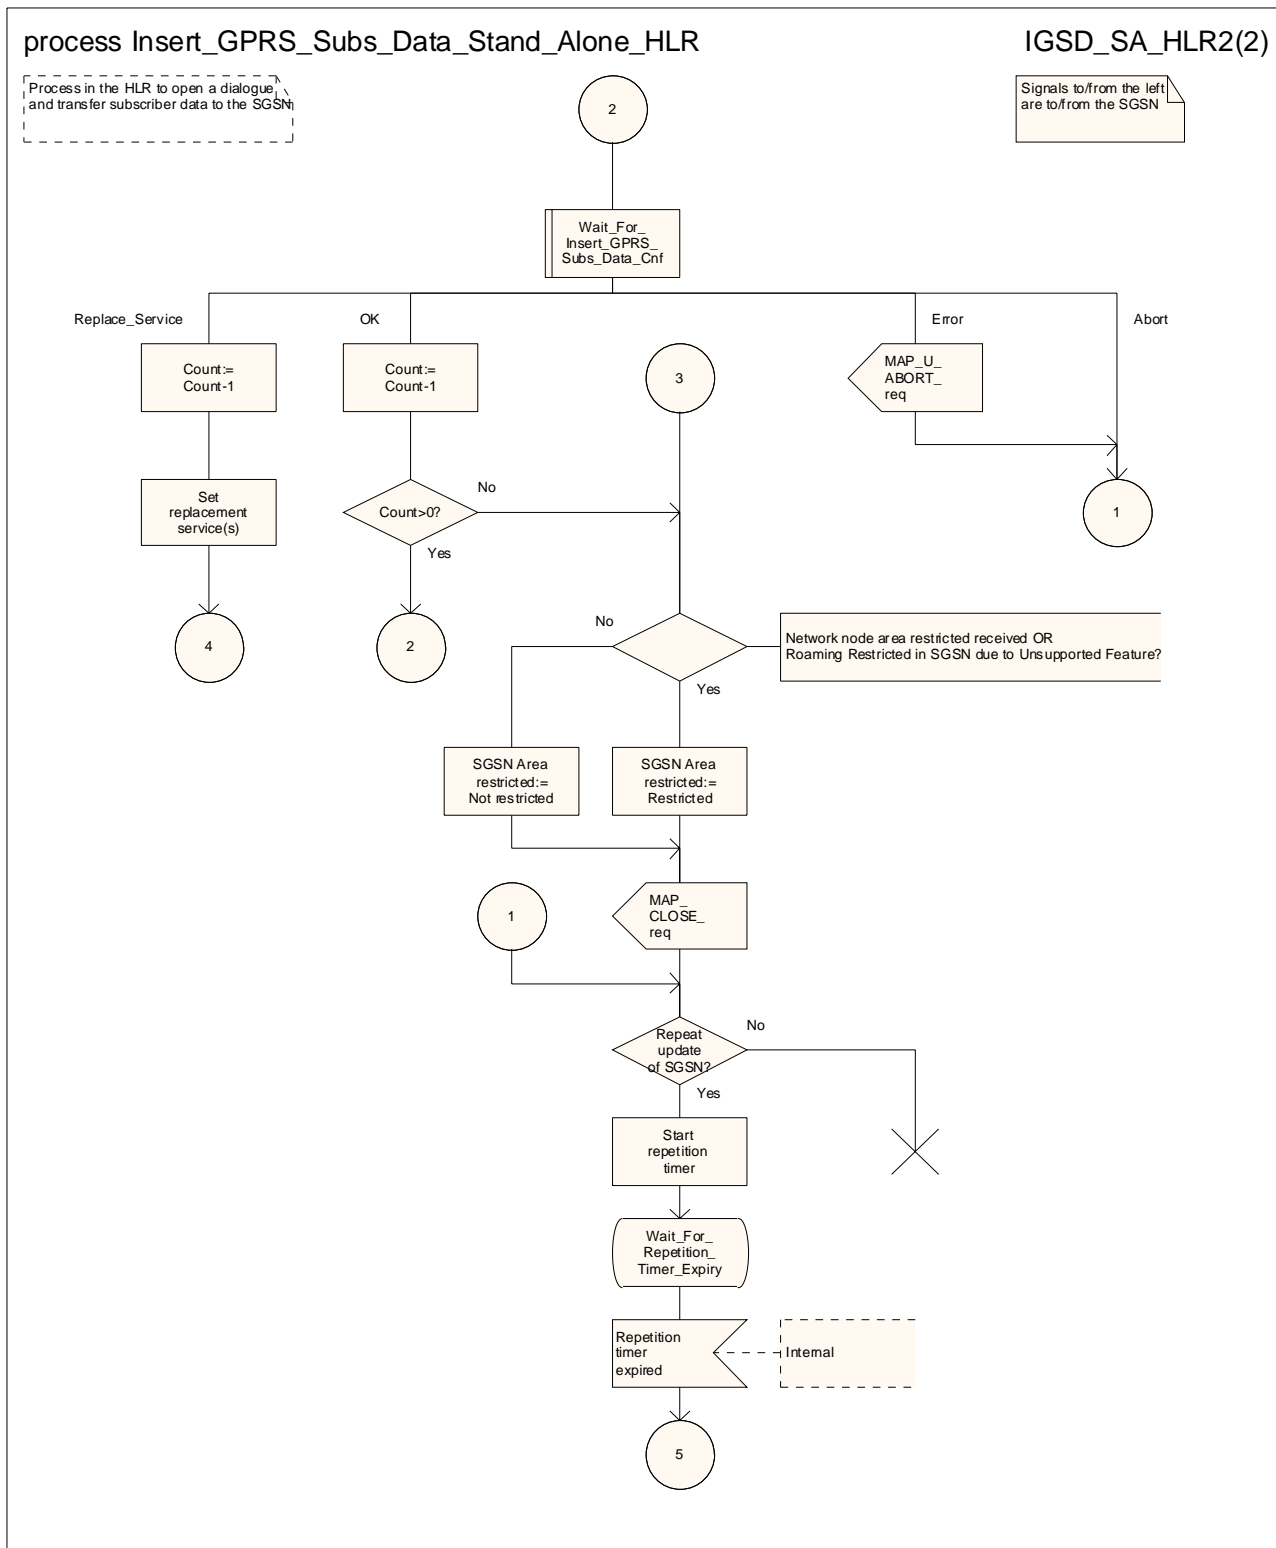 process Insert_GPRS_Subs_Data_Stand_Alone_HLR
IGSD_SA_HLR2(2)
Process in the HLR to open a dialogue
and transfer subscriber data to the SGSN
2
Signals to/from the left
are to/from the SGSN
Wait_For_
Insert_GPRS_
Subs_Data_Cnf
Replace_Service
OK
Error
Abort
Count:=
Count-1
Count:=
Count-1
3
MAP_U_
ABORT_
req
Set
replacement
service(s)
Count>0?
No
Yes
1
4
2
No
Yes
Network node area restricted received OR
Roaming Restricted in SGSN due to Unsupported Feature?
SGSN Area
restricted:=
Not restricted
SGSN Area
restricted:=
Restricted
1
MAP_
CLOSE_
req
Repeat
update
of SGSN?
No
Yes
Start
repetition
timer
Wait_For_
Repetition_
Timer_Expiry
Repetition
timer
expired
Internal
5